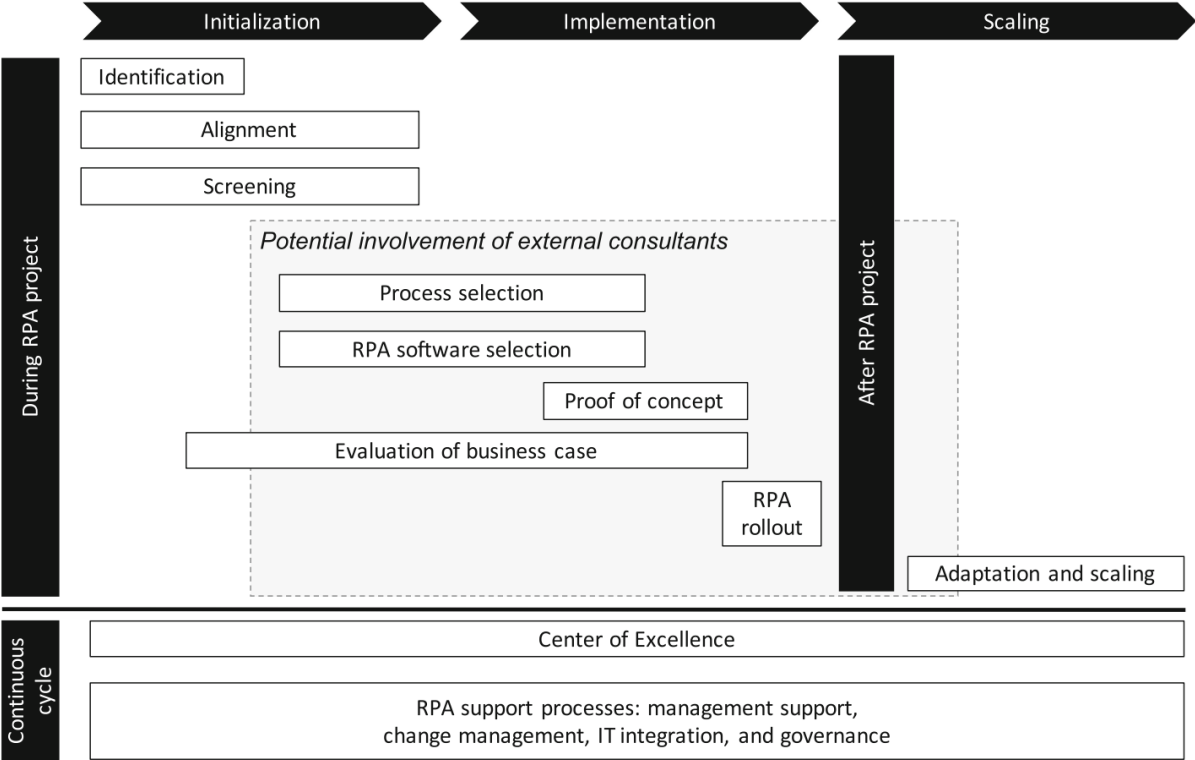 Initialization
Implementation
Scaling
During RPA project
Identification
Alignment
Screening
Potential involvement of external consultants
Process selection
RPA software selection
Proof of concept
Evaluation of business case
RPA
rollout
After RPA project
Adaptation and scaling
Continuous
cycle
Center of Excellence
RPA support processes: management support,
change management, IT integration, and governance